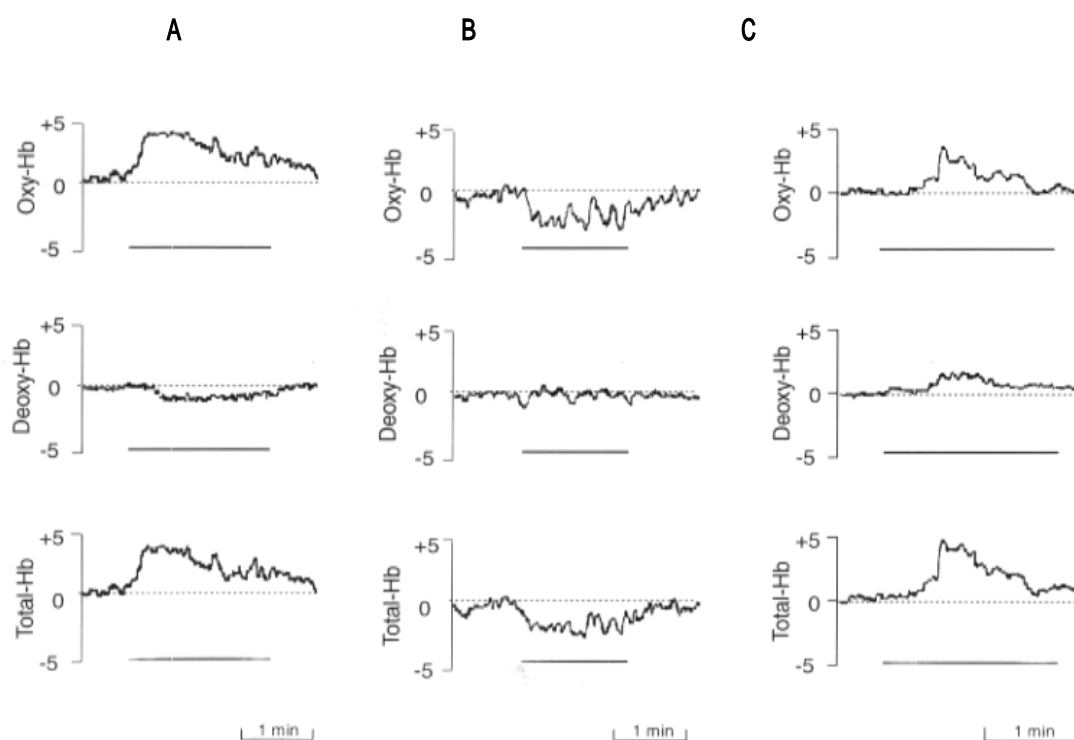 A B C
+5 +5 +5
Oxy-Hb Oxy-Hb Oxy-Hb
0 0 0
-5 -5 -5
+5 +5 +5
Deoxy-Hb Deoxy-Hb Deoxy-Hb
0 0 0
-5 -5 -5
+5 +5 +5
Total-Hb Total-Hb Total-Hb
0 0 0
-5 -5 -5
1 min 1 min 1 min